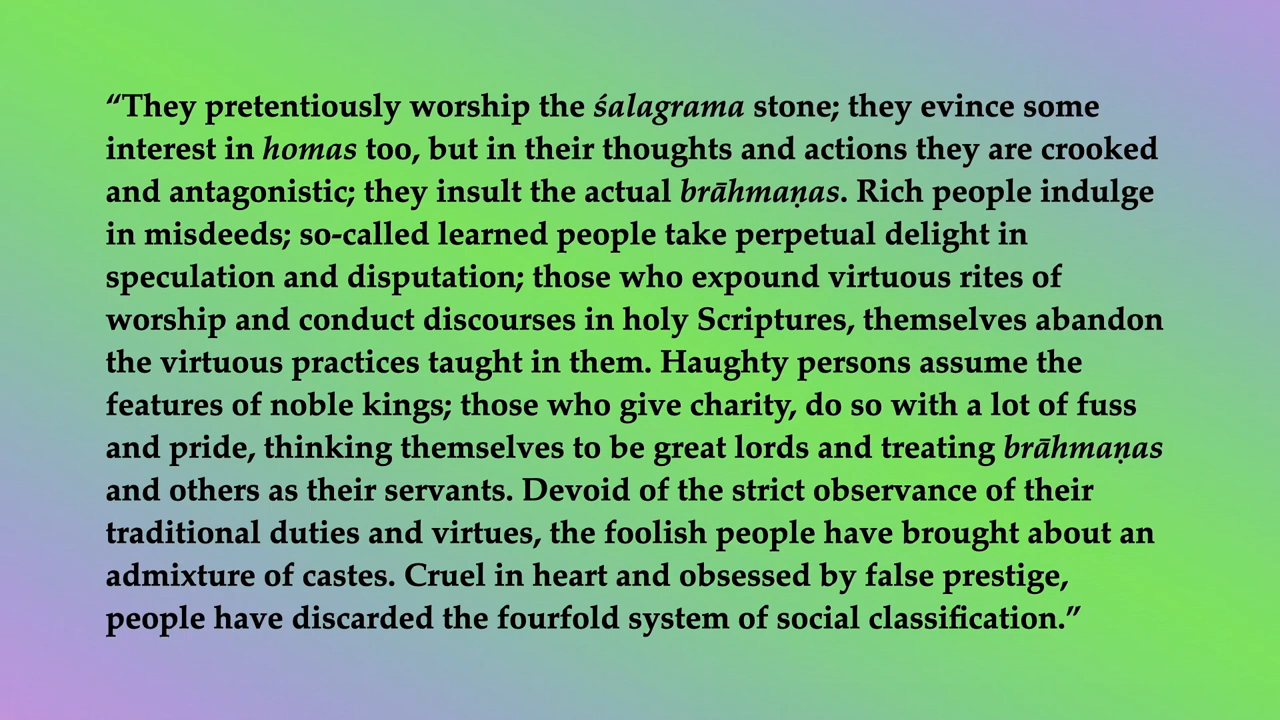 “They pretentiously worship the śalagrama stone; they evince some
interest in homas too, but in their thoughts and actions they are crooked
and antagonistic; they insult the actual brāhmaṇas. Rich people indulge
in misdeeds; so-called learned people take perpetual delight in
speculation and disputation; those who expound virtuous rites of
worship and conduct discourses in holy Scriptures, themselves abandon
the virtuous practices taught in them. Haughty persons assume the
features of noble kings; those who give charity, do so with a lot of fuss
and pride, thinking themselves to be great lords and treating brāhmaṇas
and others as their servants. Devoid of the strict observance of their
traditional duties and virtues, the foolish people have brought about an
admixture of castes. Cruel in heart and obsessed by false prestige,
people have discarded the fourfold system of social classification.”